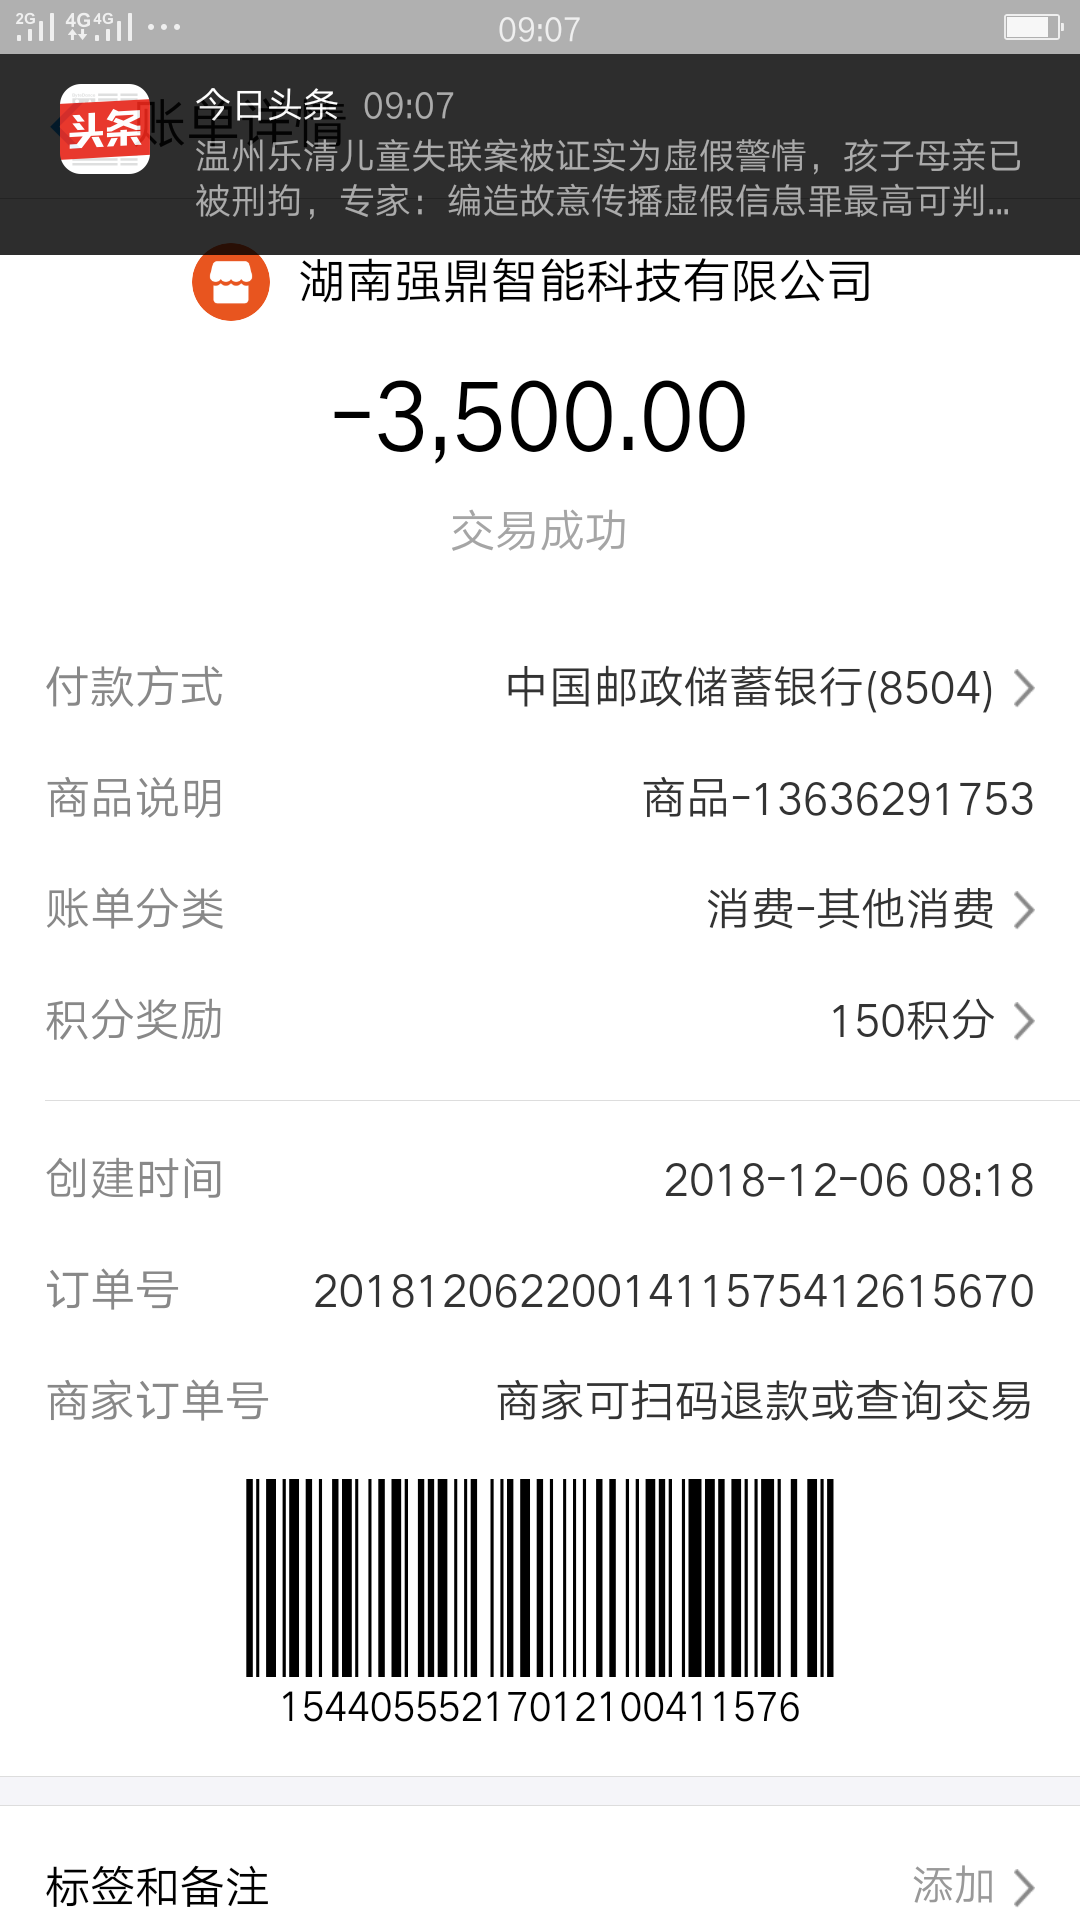 2G 4G 4G 09:07
头条 今日头条 09:07
账单详情
温州乐清儿童失联案被证实为虚假警情，孩子母亲已
被刑拘，专家：编造故意传播虚假信息罪最高可判...
湖南强鼎智能科技有限公司
-3,500.00
交易成功
付款方式 中国邮政储蓄银行(8504)
商品说明 商品-13636291753
账单分类 消费-其他消费
积分奖励 150积分
创建时间 2018-12-06 08:18
订单号 2018120622001411575412615670
商家订单号 商家可扫码退款或查询交易
15440555217012100411576
标签和备注 添加